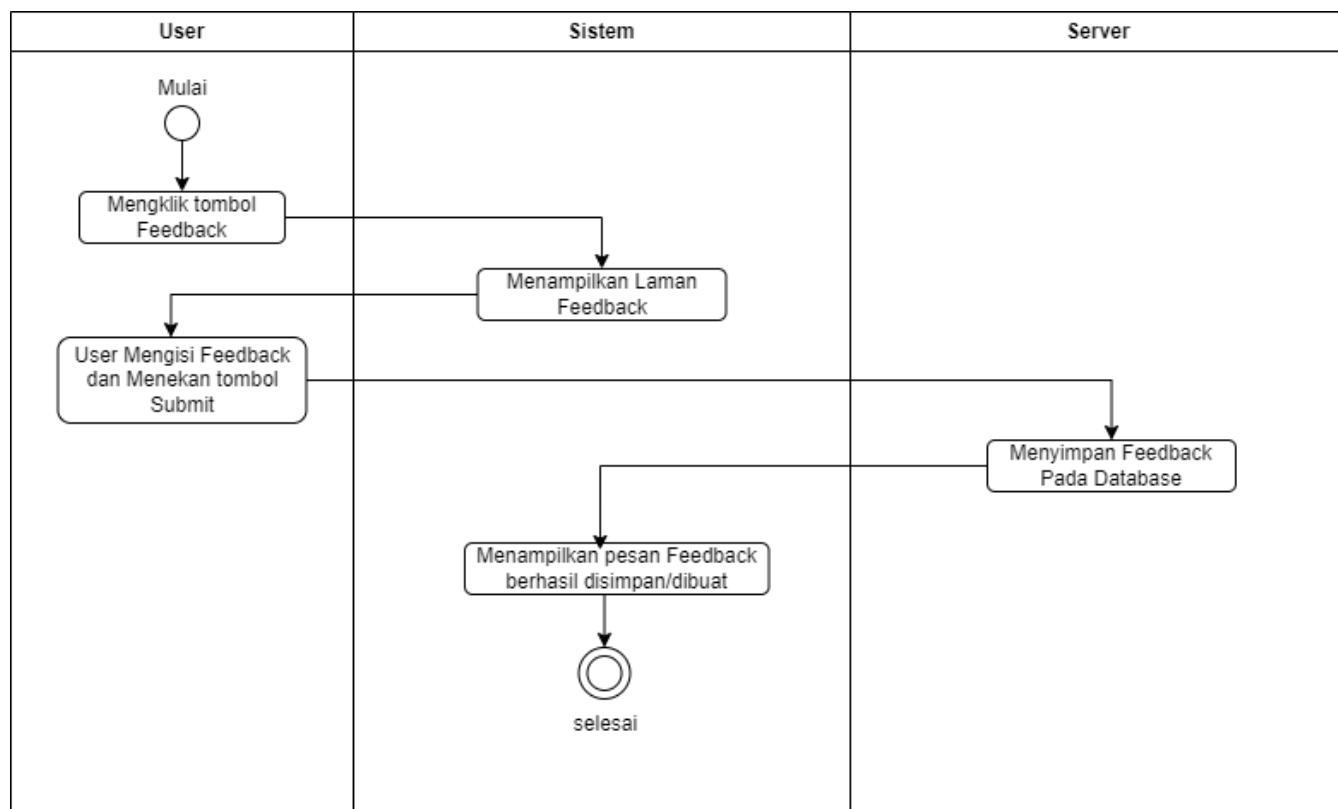 User
Sistem
Server
Mulai
Mengklik tombol
Feedback
Menampilkan Laman
Feedback
User Mengisi Feedback
dan Menekan tombol
Submit
Menyimpan Feedback
Pada Database
Menampilkan pesan Feedback
berhasil disimpan/dibuat
selesai